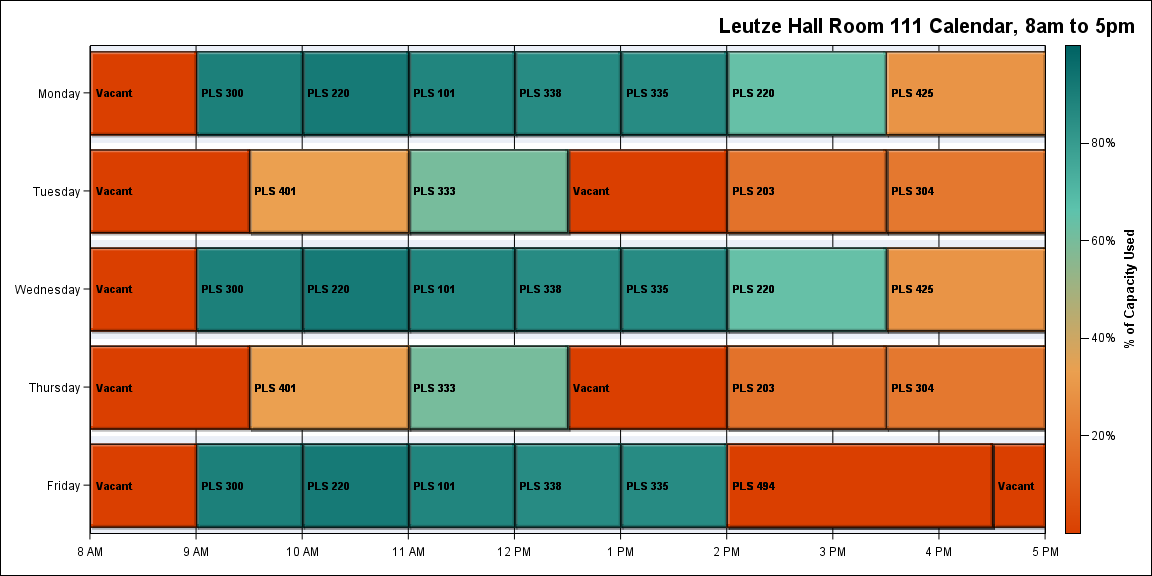 Leutze Hall Room 111 Calendar, 8am to 5pm
Monday
Vacant
PLS 300
PLS 220
PLS 101
PLS 338
PLS 335
PLS 220
PLS 425
Tuesday
Vacant
PLS 401
PLS 333
Vacant
PLS 203
PLS 304
Wednesday
Vacant
PLS 300
PLS 220
PLS 101
PLS 338
PLS 335
PLS 220
PLS 425
Thursday
Vacant
PLS 401
PLS 333
Vacant
PLS 203
PLS 304
Friday
Vacant
PLS 300
PLS 220
PLS 101
PLS 338
PLS 335
PLS 494
Vacant
8 AM
9 AM
10 AM
11 AM
12 PM
1 PM
2 PM
3 PM
4 PM
5 PM
80%
60%
40%
20%
% of Capacity Used